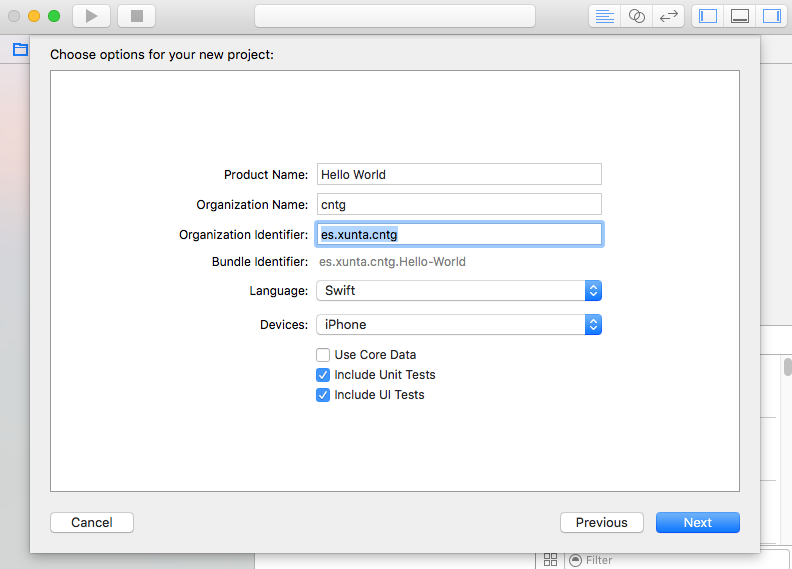 Choose options for your new project:
Product Name: Hello World
Organization Name: cntg
Organization Identifier: es.xunta.cntg
Bundle Identifier: es.xunta.cntg.Hello-World
Language: Swift
Devices: iPhone
Use Core Data
Include Unit Tests
Include UI Tests
Cancel Previous Next
Filter